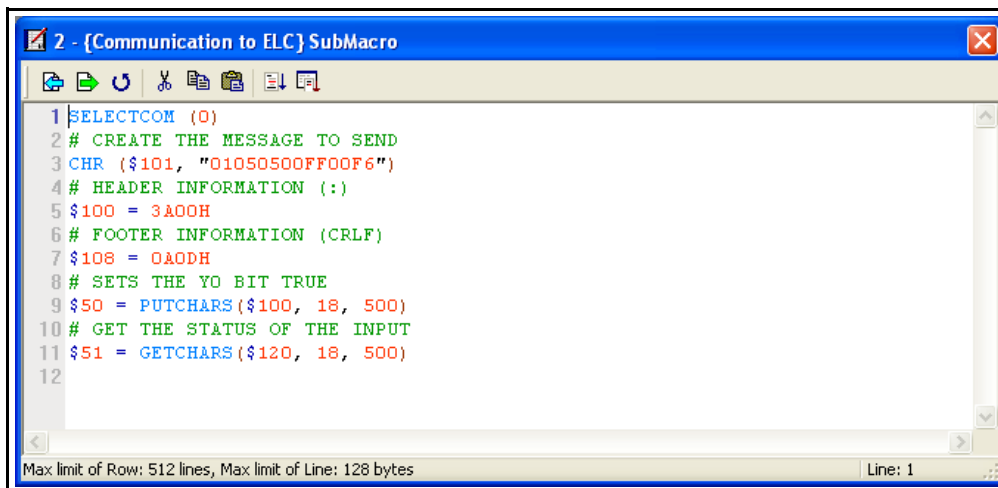 2 - {Communication to ELC} SubMacro
1 SELECTCOM (0)
2 # CREATE THE MESSAGE TO SEND
3 CHR ($101, "01050500FF00F6")
4 # HEADER INFORMATION (:)
5 $100 = 3A00H
6 # FOOTER INFORMATION (CRLF)
7 $108 = 0A0DH
8 # SETS THE Y0 BIT TRUE
9 $50 = PUTCHARS($100, 18, 500)
10 # GET THE STATUS OF THE INPUT
11 $51 = GETCHARS($120, 18, 500)
12
Max limit of Row: 512 lines, Max limit of Line: 128 bytes
Line: 1